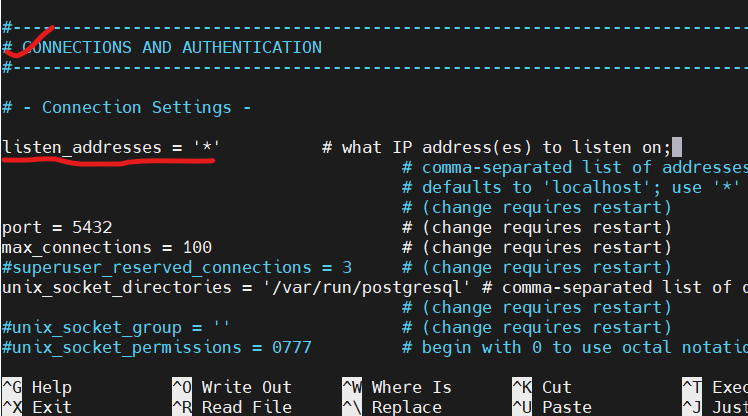 #------------------------------------------------------------------------------
# CONNECTIONS AND AUTHENTICATION
#------------------------------------------------------------------------------
# - Connection Settings -
listen_addresses = '*' # what IP address(es) to listen on;
# comma-separated list of addresses
# defaults to 'localhost'; use '*'
# (change requires restart)
port = 5432 # (change requires restart)
max_connections = 100 # (change requires restart)
#superuser_reserved_connections = 3 # (change requires restart)
unix_socket_directories = '/var/run/postgresql' # comma-separated list of
# (change requires restart)
#unix_socket_group = '' # (change requires restart)
#unix_socket_permissions = 0777 # begin with 0 to use octal notatio
^G Help ^O Write Out ^W Where Is ^K Cut ^T Exec
^X Exit ^R Read File ^\ Replace ^U Paste ^J Just